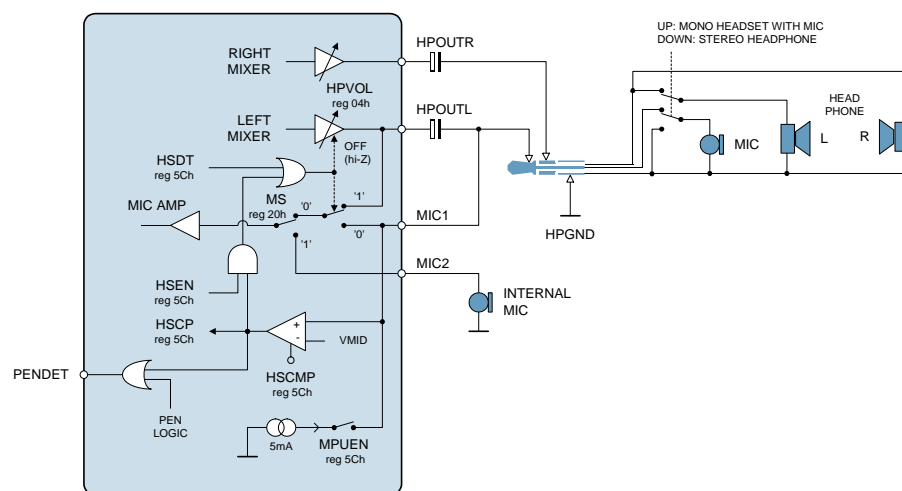 UP: MONO HEADSET WITH MIC
DOWN: STEREO HEADPHONE
RIGHT
MIXER
HPOUTR
HPVOL
reg 04h
LEFT
MIXER
HPOUTL
OFF
(hi-Z)
HEAD
PHONE
MIC
L
R
HSDT
reg 5Ch
MS
reg 20h
'0'
'1'
MIC AMP
'1'
'0'
MIC1
HPGND
MIC2
HSEN
reg 5Ch
INTERNAL
MIC
HSCP
reg 5Ch
+
-
VMID
PENDET
HSCMP
reg 5Ch
PEN
LOGIC
5mA
MPUEN
reg 5Ch